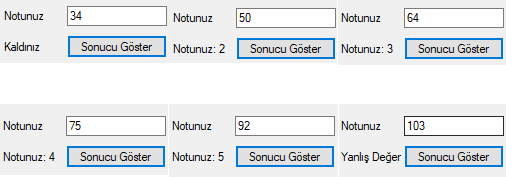 Notunuz 34
Kaldınız Sonucu Göster
Notunuz 50
Notunuz: 2 Sonucu Göster
Notunuz 64
Notunuz: 3 Sonucu Göster
Notunuz 75
Notunuz: 4 Sonucu Göster
Notunuz 92
Notunuz: 5 Sonucu Göster
Notunuz 103
Yanlış Değer Sonucu Göster